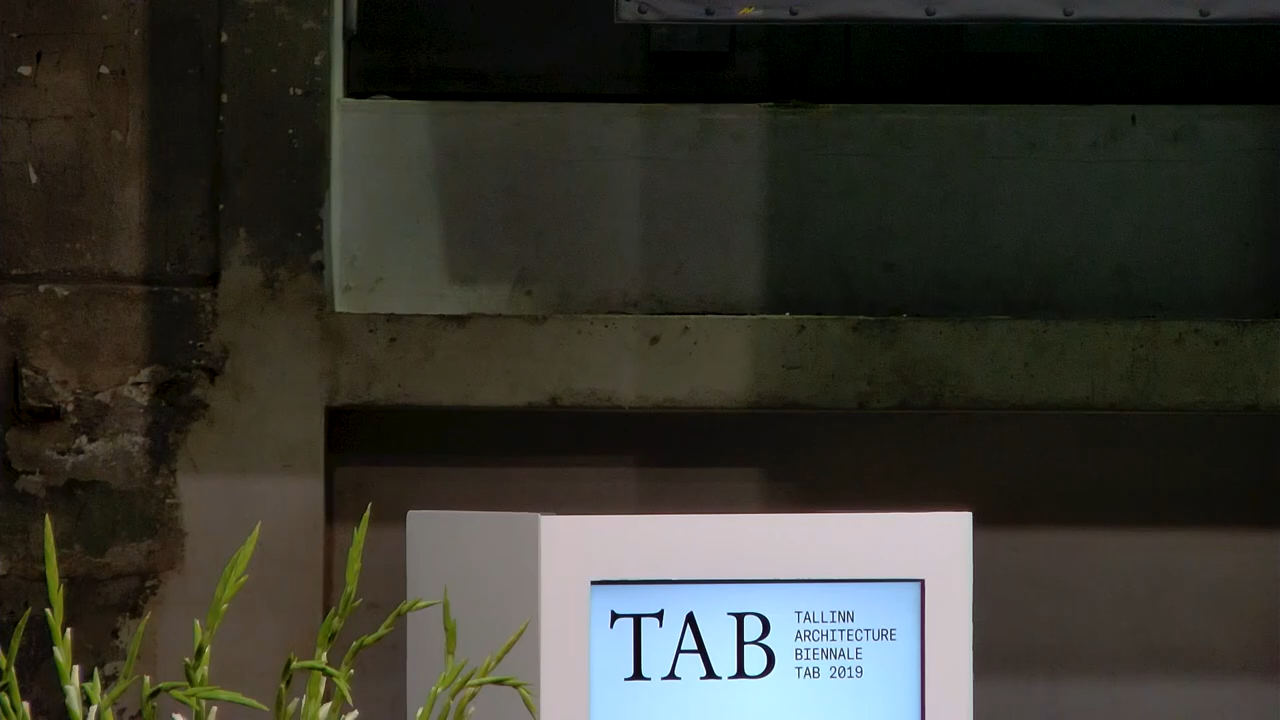 TAB
TALLINN
ARCHITECTURE
BIENNALE
TAB 2019